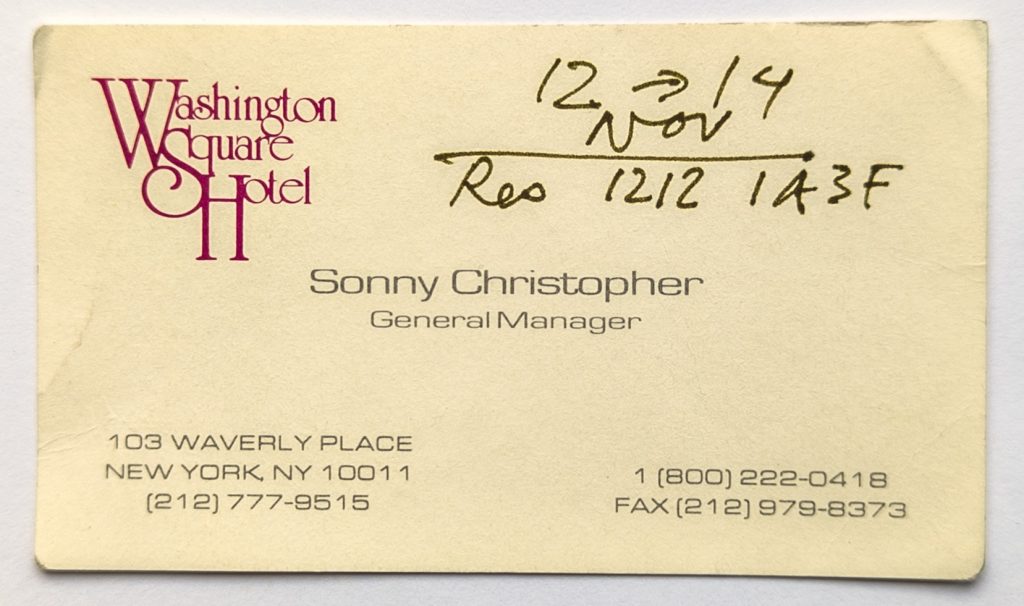 Washington
Square
Hotel
12 → 14
Nov
Res 1212 1A3F
Sonny Christopher
General Manager
103 WAVERLY PLACE
NEW YORK, NY 10011
(212) 777-9515
1 (800) 222-0418
FAX (212) 979-8373